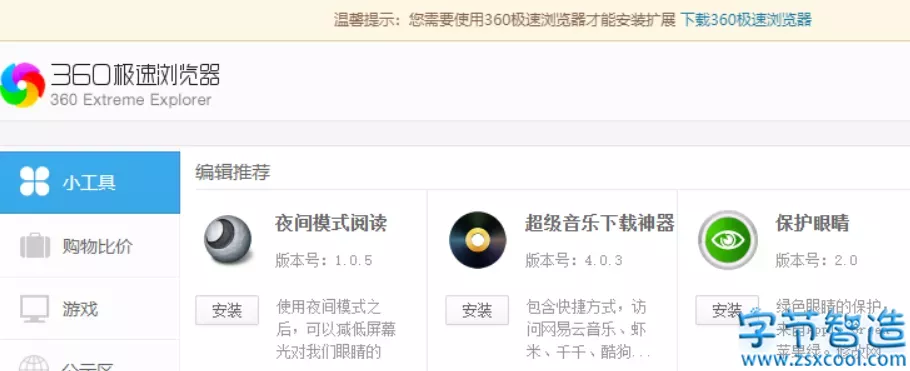 温馨提示：您需要使用360极速浏览器才能安装扩展 下载360极速浏览器
360极速浏览器
360 Extreme Explorer
小工具
购物比价
游戏
编辑推荐
夜间模式阅读
版本号：1.0.5
安装
使用夜间模式之
后，可以减低屏幕
光对我们眼睛的
超级音乐下载神器
版本号：4.0.3
安装
包含快捷方式，访
问网易云音乐、虾
米、千千、酷狗...
保护眼睛
版本号：2.0
安装
绿色眼睛的保护，
字节智造
www.zsxcool.com